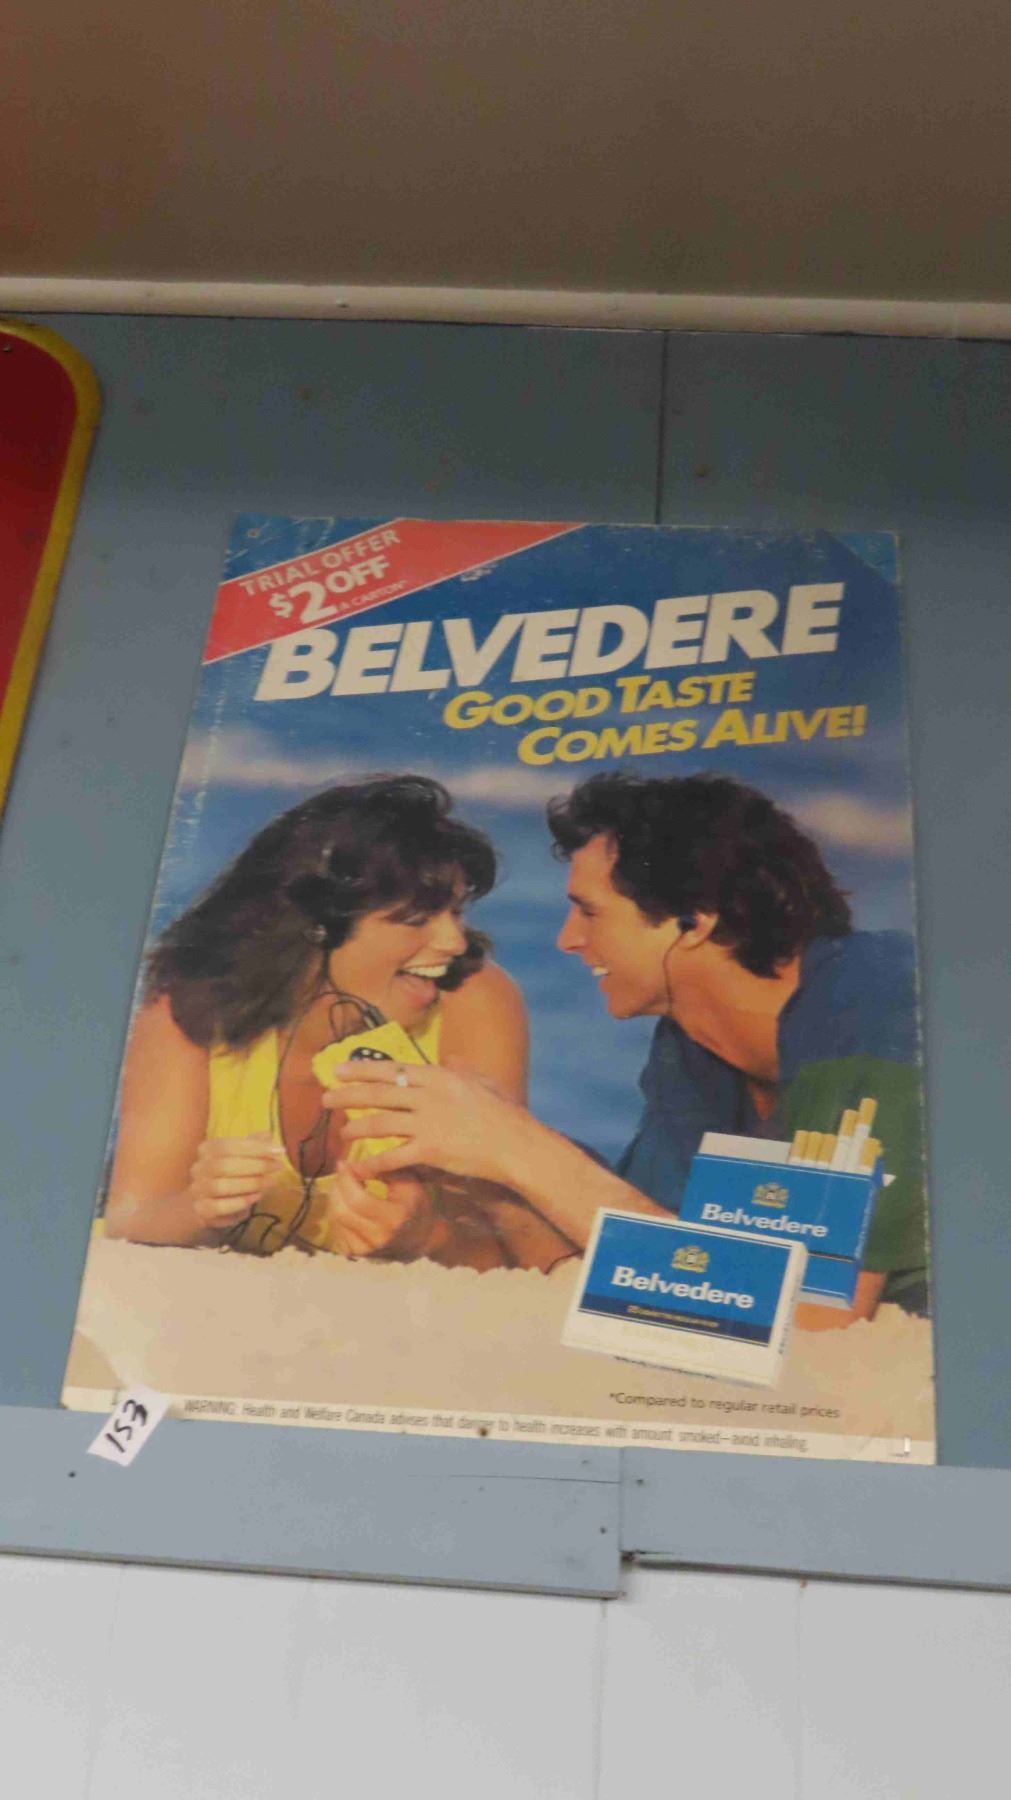 TRIAL OFFER
$2 OFF
A CARTON*
BELVEDERE
GOOD TASTE
COMES ALIVE!
Belvedere
Belvedere
*Compared to regular retail prices
WARNING: Health and Welfare Canada advises that danger to health increases with amount smoked—avoid inhaling.
153